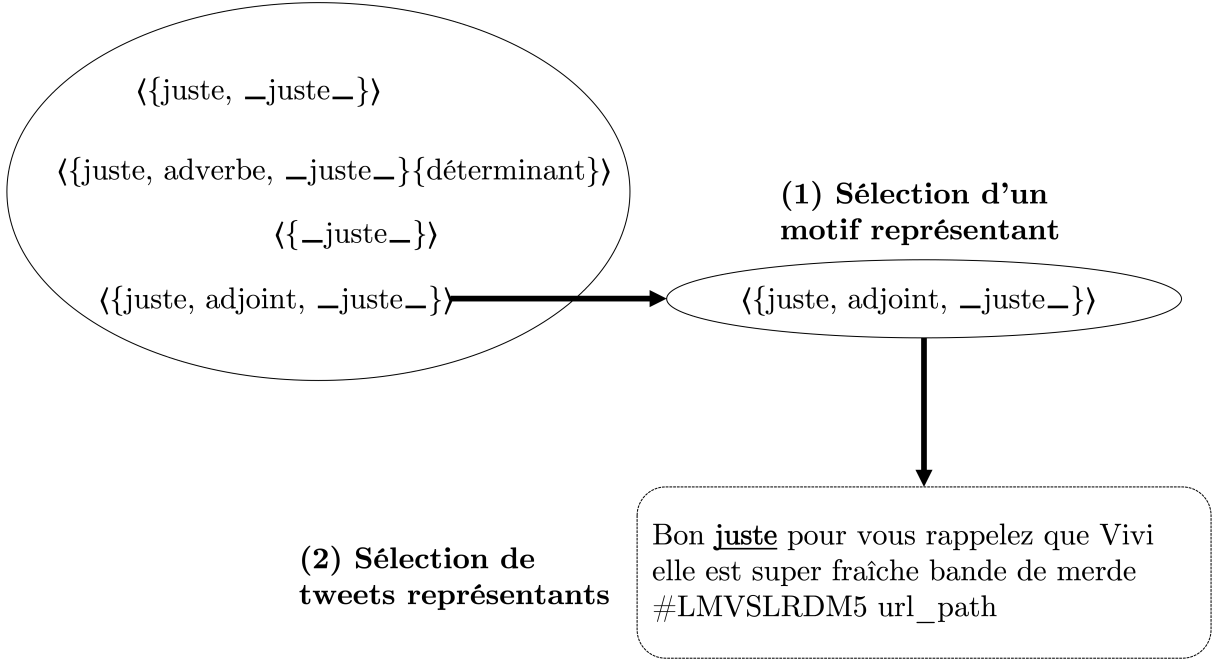 ⟨{juste, _juste_}⟩
⟨{juste, adverbe, _juste_}{déterminant}⟩
⟨{_juste_}⟩
⟨{juste, adjoint, _juste_}⟩
(1) Sélection d'un
motif représentant
⟨{juste, adjoint, _juste_}⟩
(2) Sélection de
tweets représentants
Bon juste pour vous rappelez que Vivi
elle est super fraîche bande de merde
#LMVSLRDM5 url_path